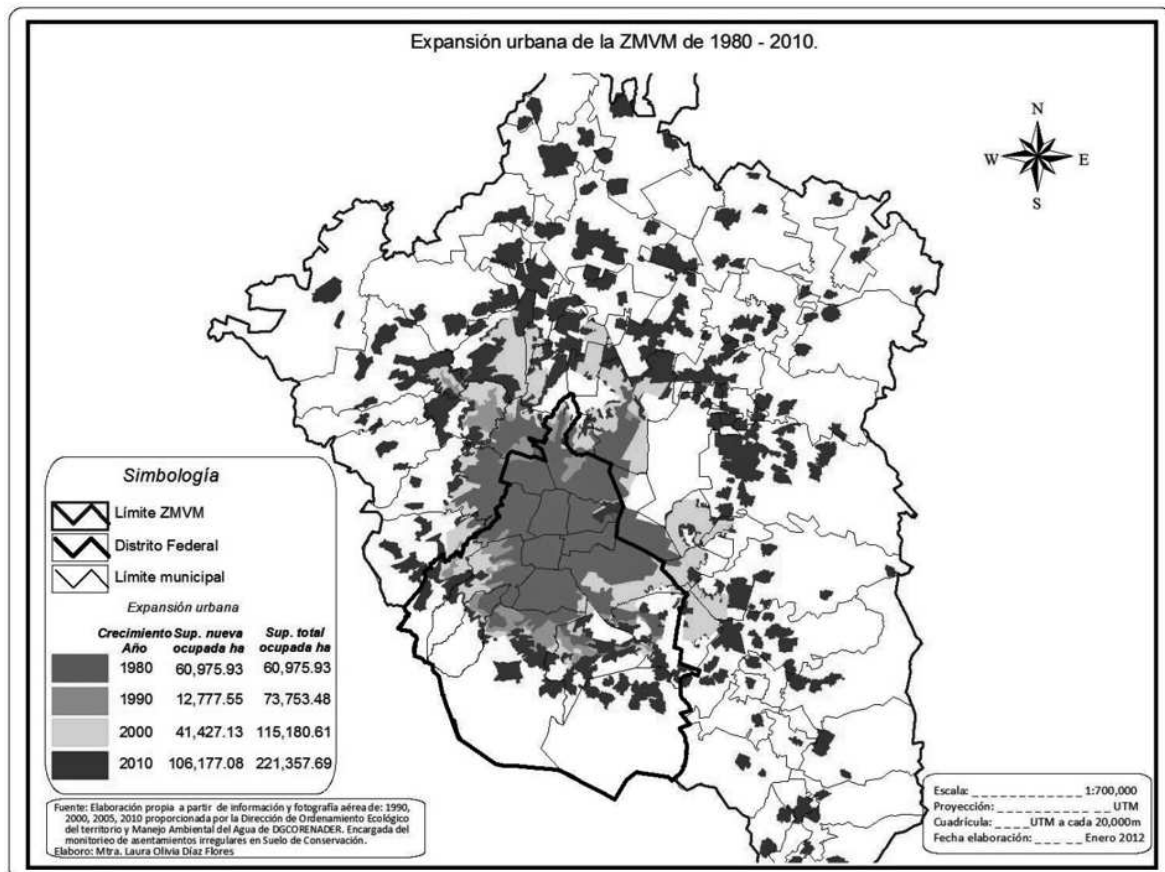 Expansión urbana de la ZMVM de 1980 - 2010.
N
W E
S
Simbología
Límite ZMVM
Distrito Federal
Límite municipal
Expansión urbana
Crecimiento Sup. nueva Sup. total
Año ocupada ha ocupada ha
1980 60,975.93 60,975.93
1990 12,777.55 73,753.48
2000 41,427.13 115,180.61
2010 106,177.08 221,357.69
Fuente: Elaboración propia a partir de información y fotografía aérea de: 1990,
2000, 2005, 2010 proporcionada por la Dirección de Ordenamiento Ecológico
del territorio y Manejo Ambiental del Agua de DGCORENADER. Encargada del
monitorieo de asentamientos irregulares en Suelo de Conservación.
Elaboro: Mtra. Laura Olivia Díaz Flores
Escala: _ _ _ _ _ _ _ _ _ _ _ _ _ 1:700,000
Proyección: _ _ _ _ _ _ _ _ _ _ _ UTM
Cuadrícula: _ _ _ _ UTM a cada 20,000m
Fecha elaboración: _ _ _ _ Enero 2012